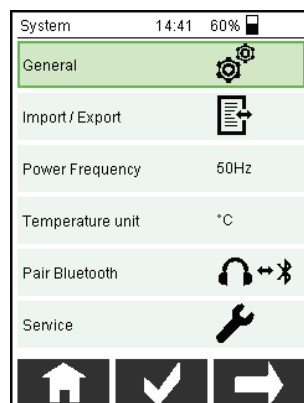 System 14:41 60%
General
Import / Export
Power Frequency 50Hz
Temperature unit °C
Pair Bluetooth
Service